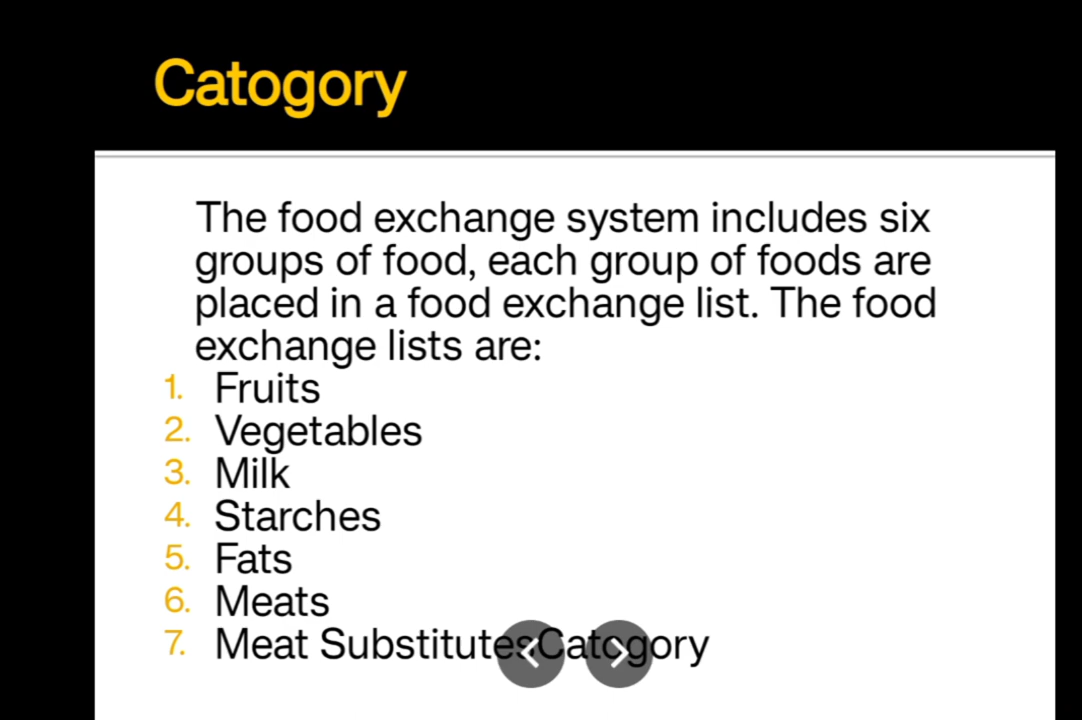 Catogory
The food exchange system includes six
groups of food, each group of foods are
placed in a food exchange list. The food
exchange lists are:
1. Fruits
2. Vegetables
3. Milk
4. Starches
5. Fats
6. Meats
7. Meat SubstitutesCatogory